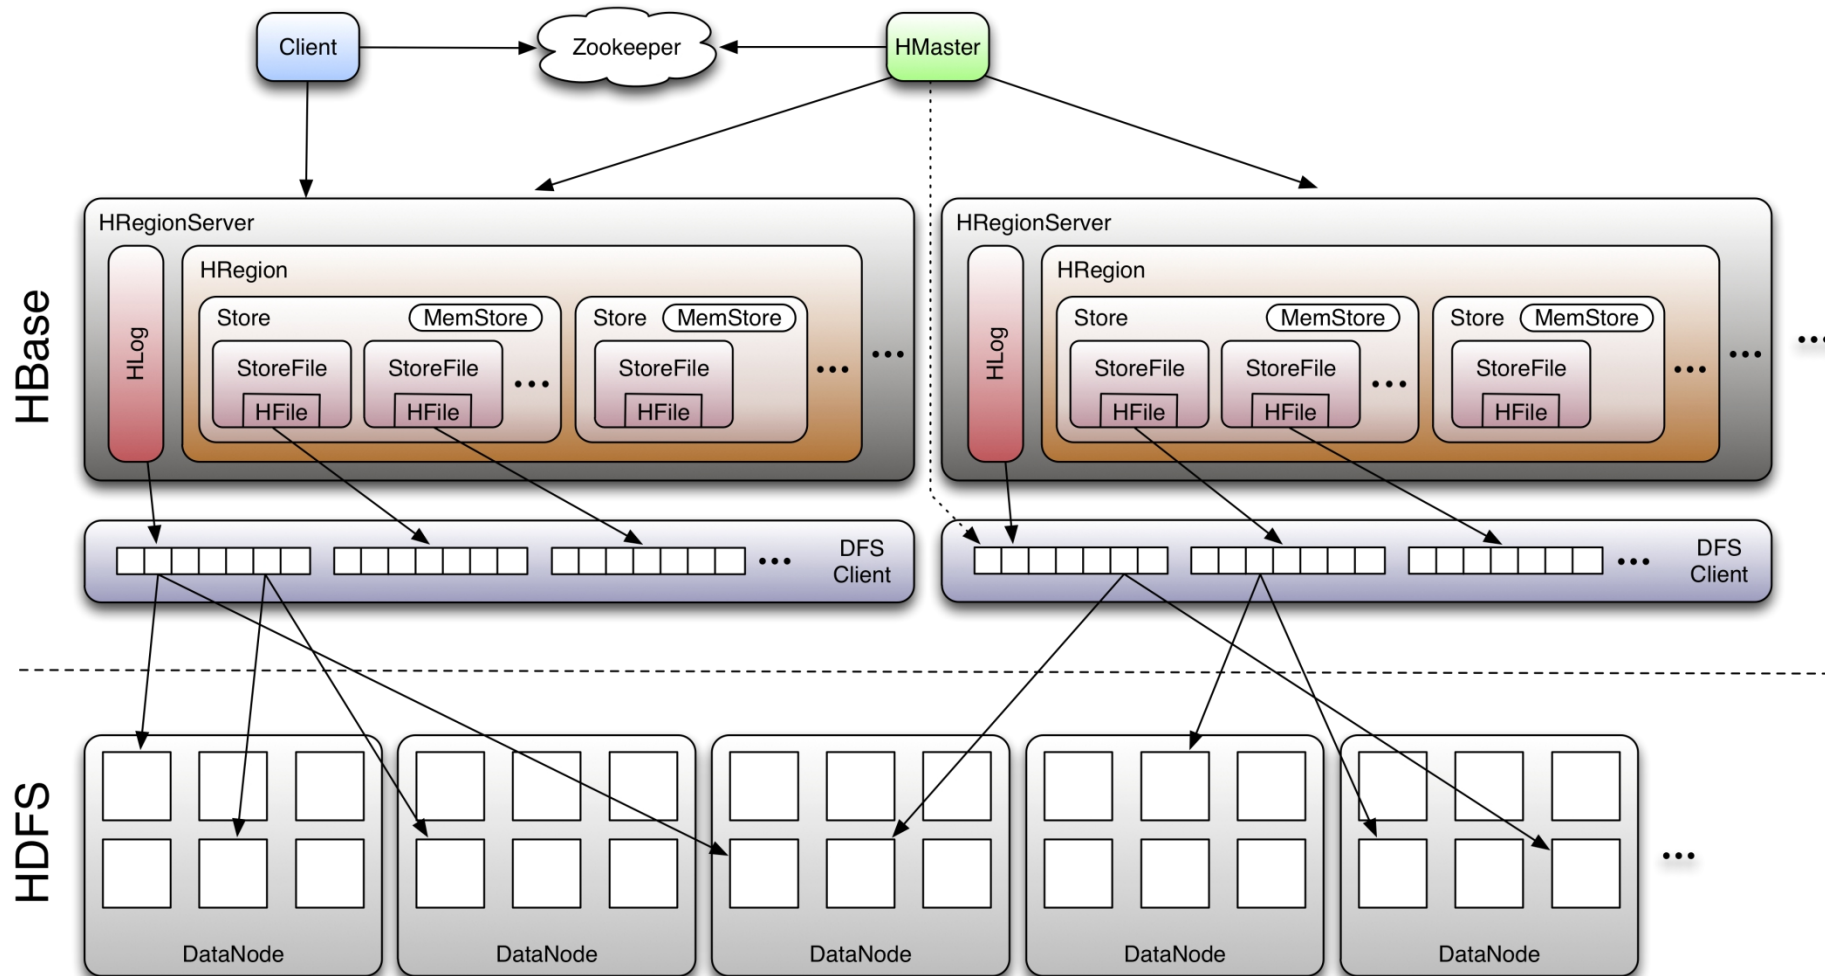 Client
Zookeeper
HMaster
HBase
HRegionServer
HLog
HRegion
Store
MemStore
StoreFile
HFile
StoreFile
HFile
...
Store
MemStore
StoreFile
HFile
...
...
HRegionServer
HLog
HRegion
Store
MemStore
StoreFile
HFile
StoreFile
HFile
...
Store
MemStore
StoreFile
HFile
...
...
...
...
DFS
Client
...
DFS
Client
HDFS
DataNode
DataNode
DataNode
DataNode
DataNode
...